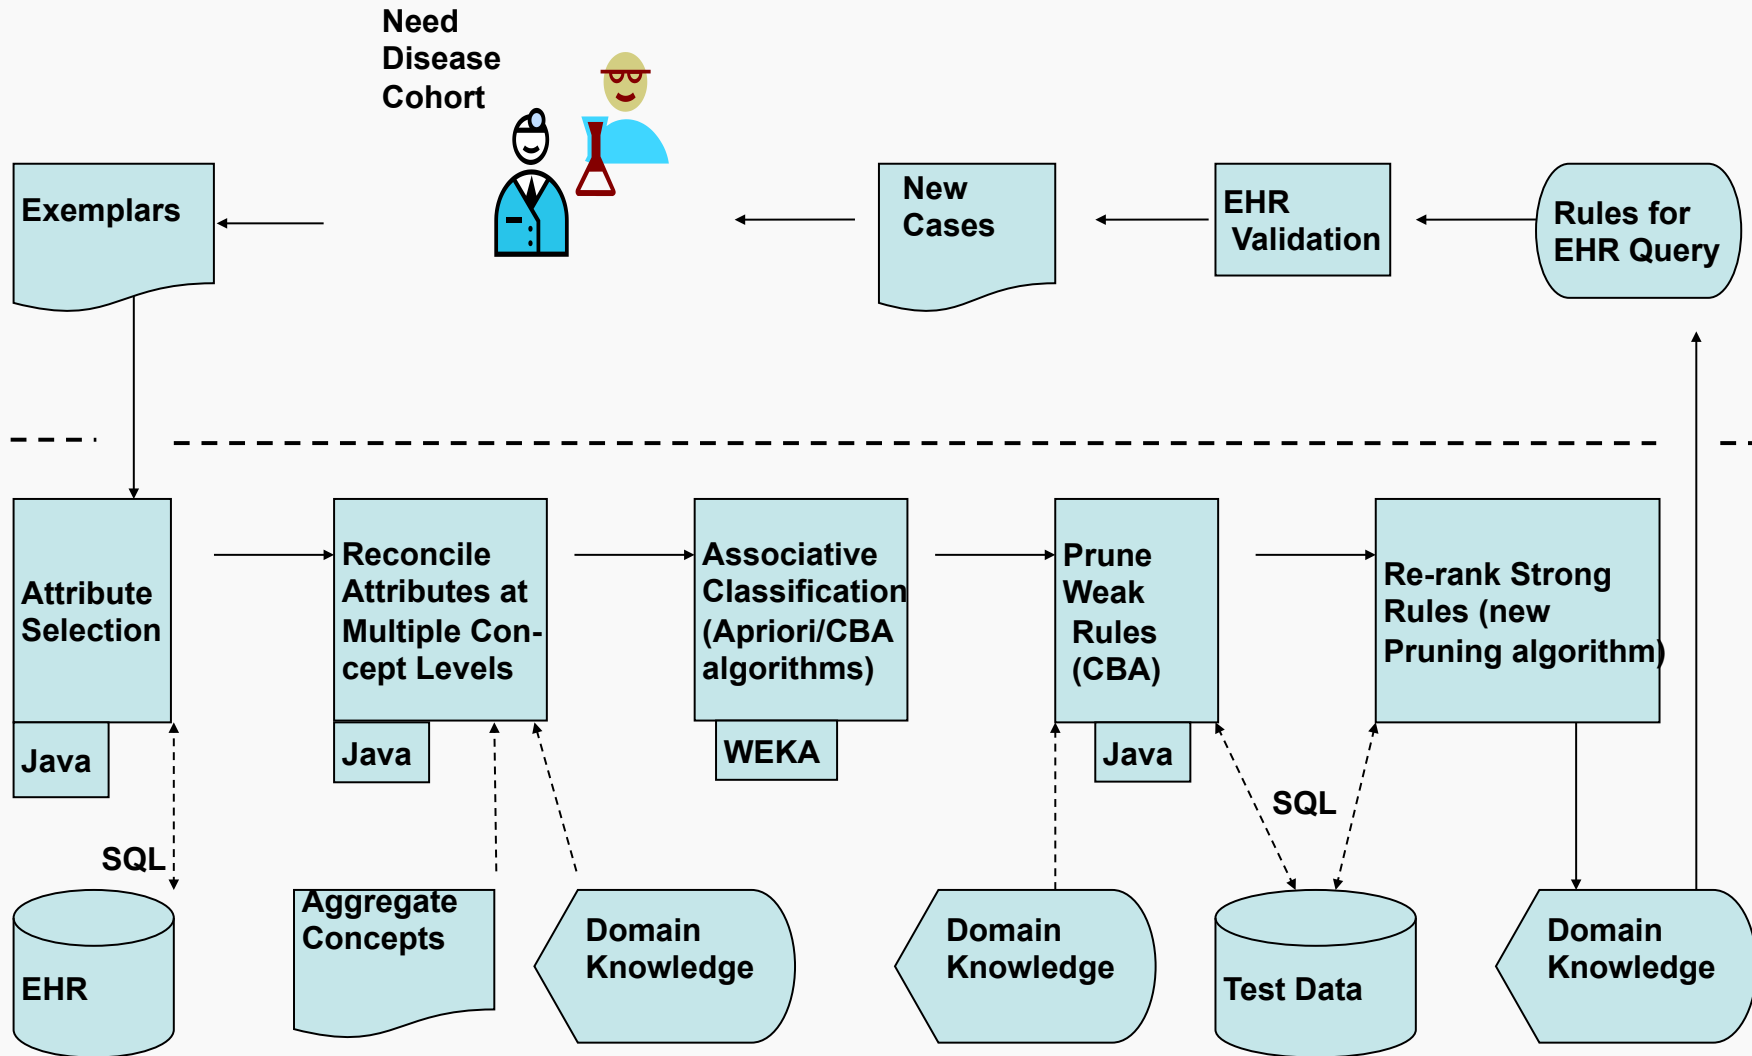 Need
Disease
Cohort
Exemplars
New
Cases
EHR
Validation
Rules for
EHR Query
Attribute
Selection
Java
Reconcile
Attributes at
Multiple Con-
cept Levels
Java
Associative
Classification
(Apriori/CBA
algorithms)
WEKA
Prune
Weak
Rules
(CBA)
Java
Re-rank Strong
Rules (new
Pruning algorithm)
SQL
SQL
EHR
Aggregate
Concepts
Domain
Knowledge
Domain
Knowledge
Test Data
Domain
Knowledge